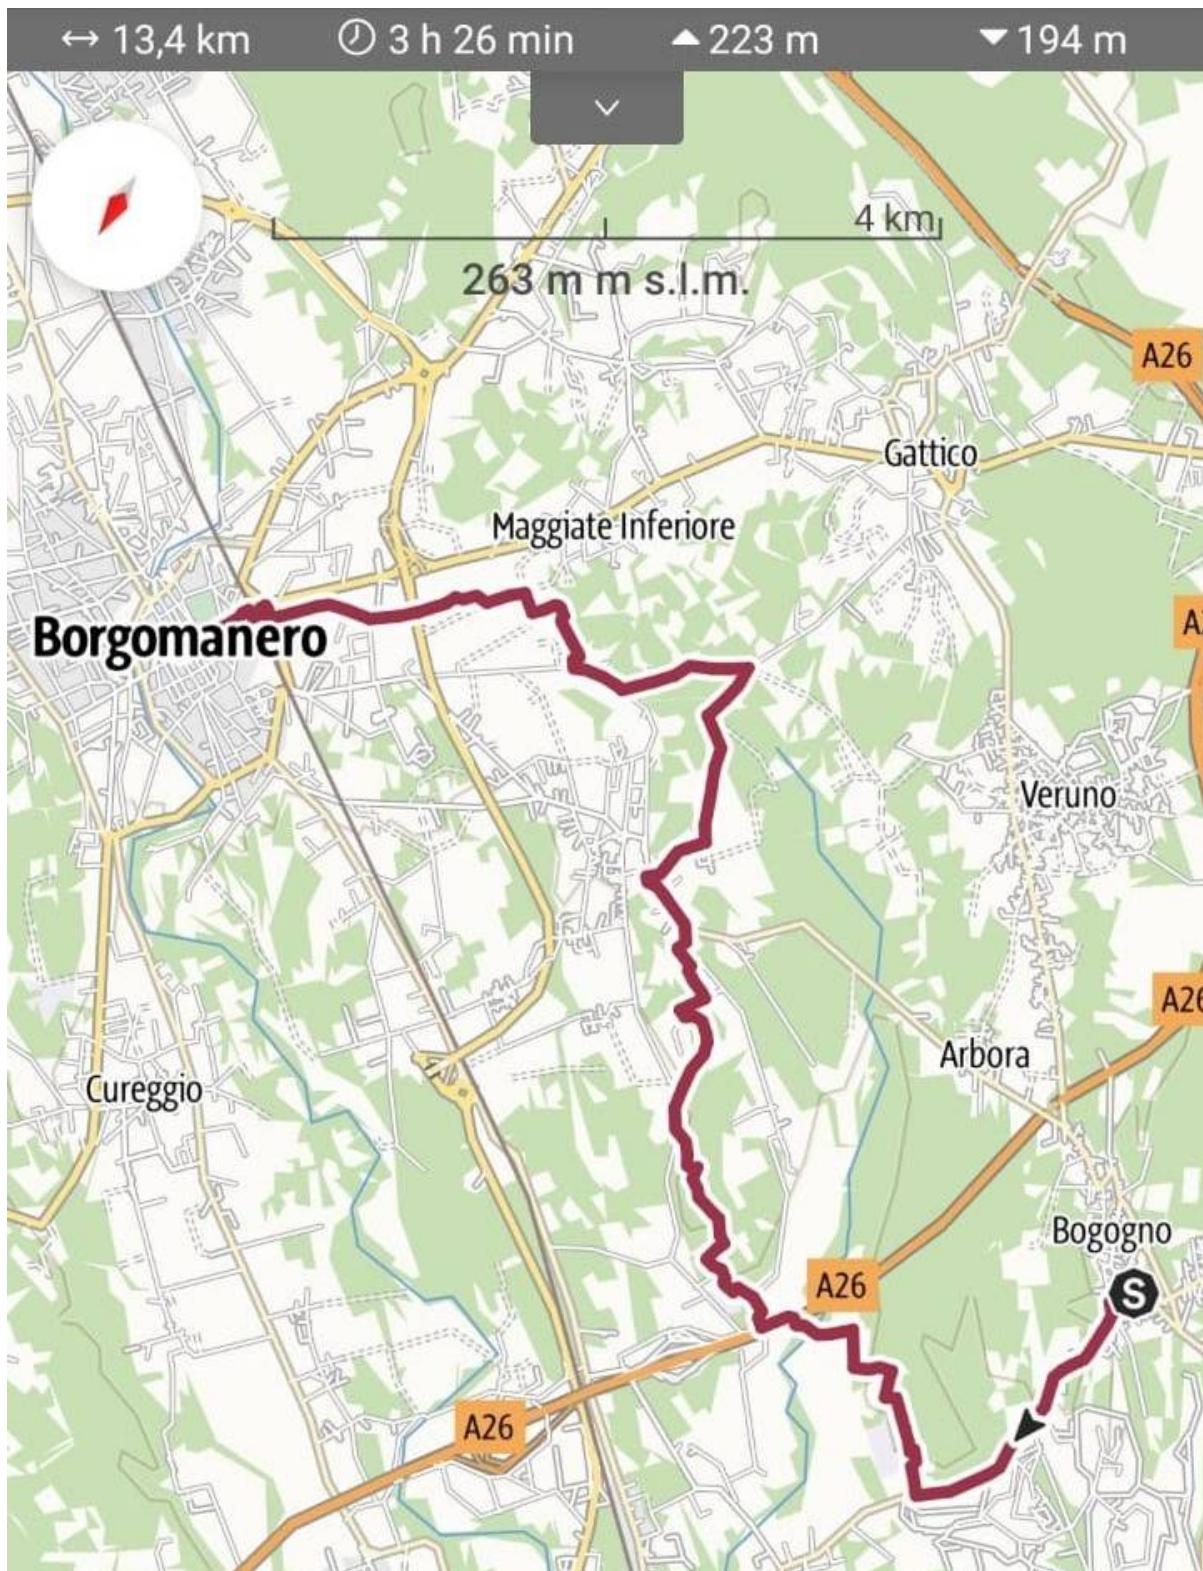 13,4 km 3 h 26 min 223 m 194 m
4 km
263 m m s.l.m.
A26
Gattico
Maggiate Inferiore
Borgomanero
Veruno
A26
Arbora
Cureggio
Bogogno
A26
S
A26